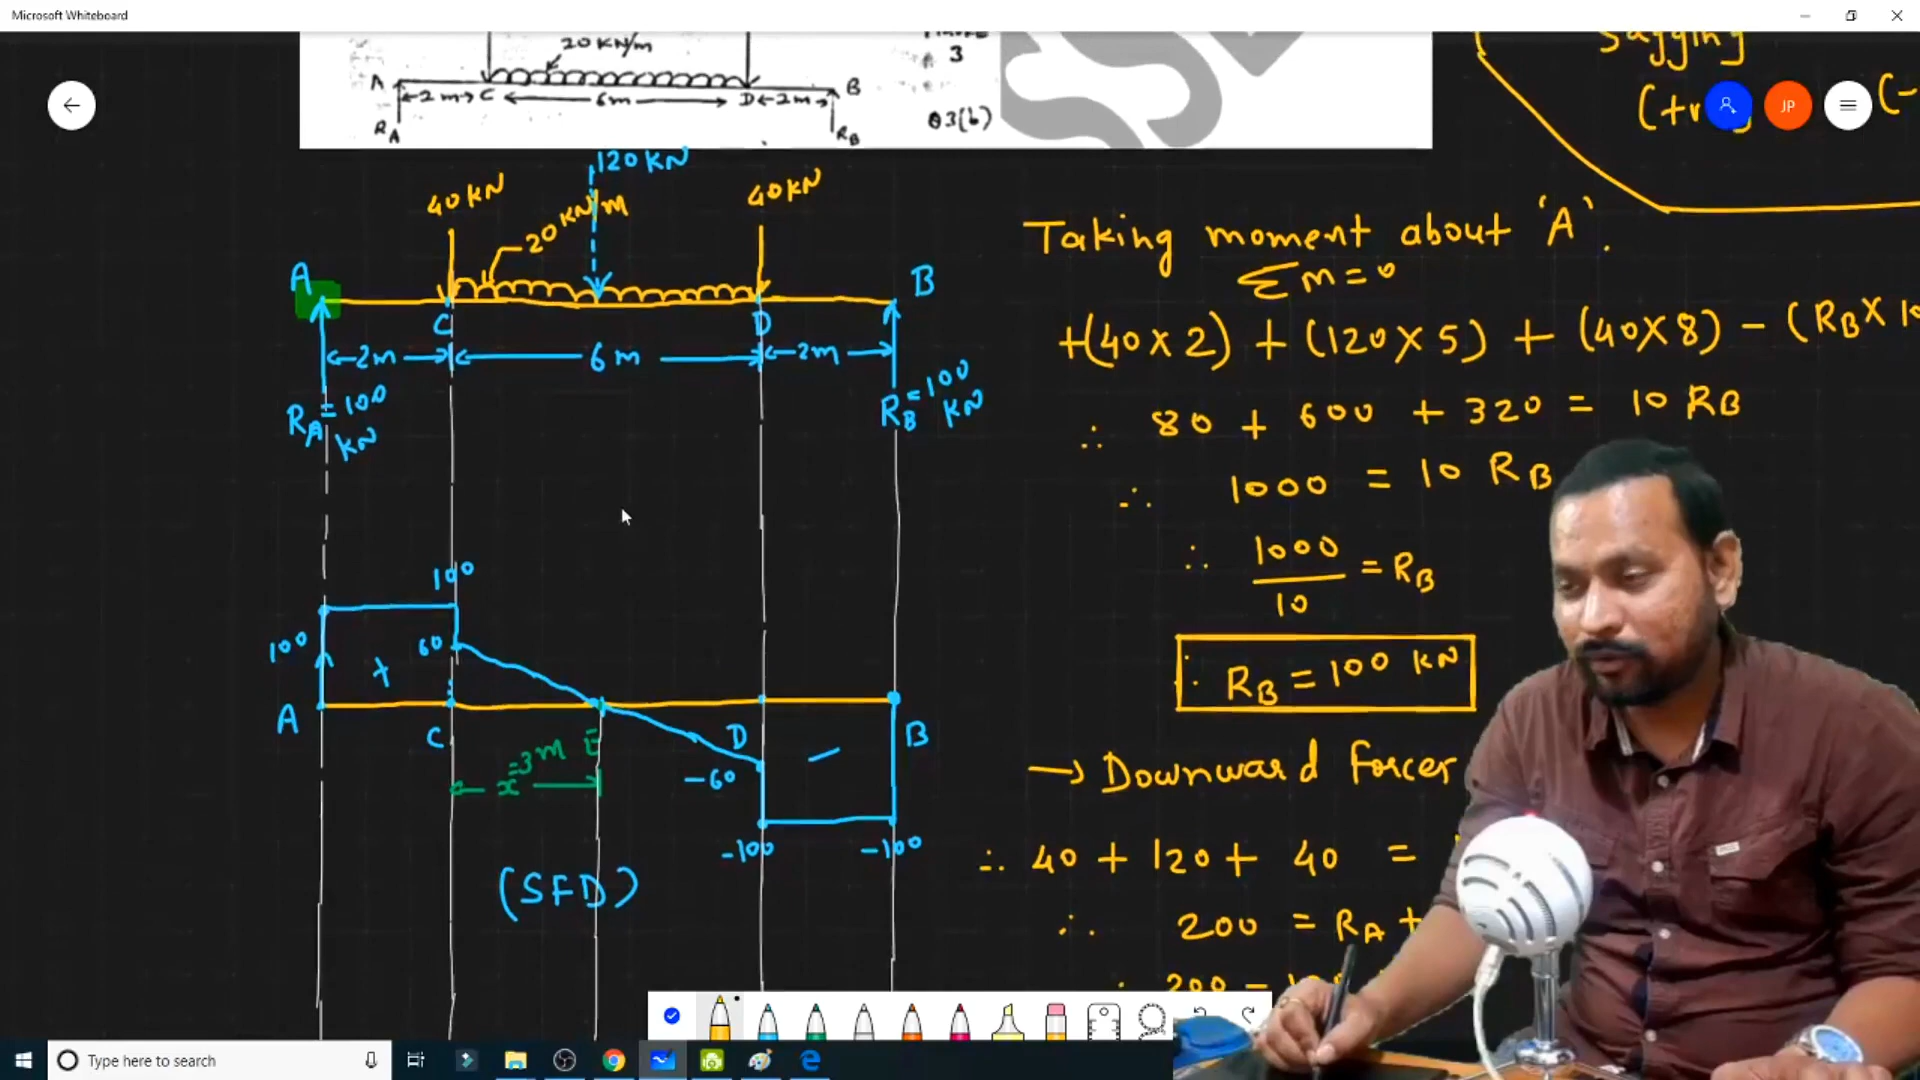 Microsoft Whiteboard
20 KN/m
3
A
B
2 m
C
6m
D
2m
RA
RB
Q3(b)
sagging
JP
120 KN
40 KN
20 KN/m
40 KN
A
B
C
D
2m
6 m
2m
RA = 100 KN
RB = 100 KN
100
100
60
+
A
C
E
D
B
x = 3m
-60
-
-100
-100
(SFD)
Taking moment about 'A'.
Σm = 0
+(40 X 2) + (120 X 5) + (40 X 8) - (RB X 10
∴ 80 + 600 + 320 = 10 RB
∴ 1000 = 10 RB
∴ 1000/10 = RB
∴ RB = 100 KN
→ Downward forces
∴ 40 + 120 + 40 =
∴ 200 = RA +
Type here to search